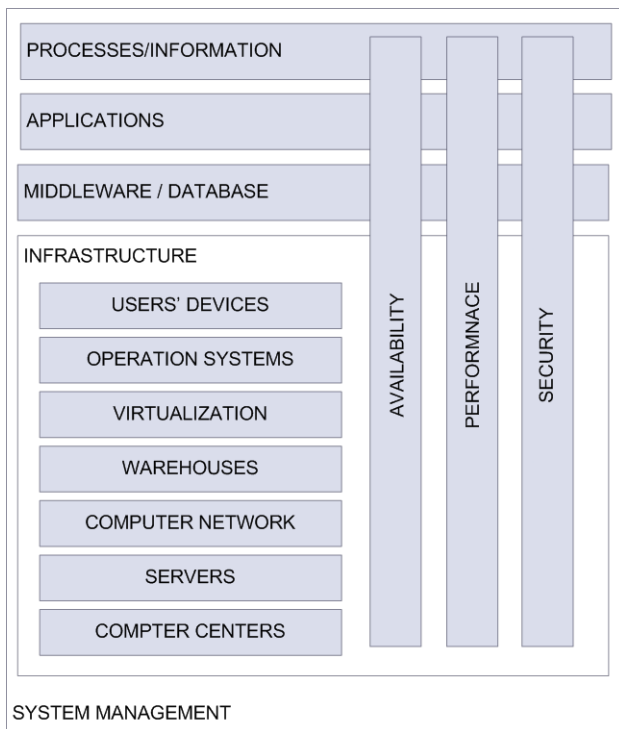 PROCESSES/INFORMATION
APPLICATIONS
MIDDLEWARE / DATABASE
INFRASTRUCTURE
USERS' DEVICES
OPERATION SYSTEMS
VIRTUALIZATION
WAREHOUSES
COMPUTER NETWORK
SERVERS
COMPTER CENTERS
AVAILABILITY
PERFORMNACE
SECURITY
SYSTEM MANAGEMENT